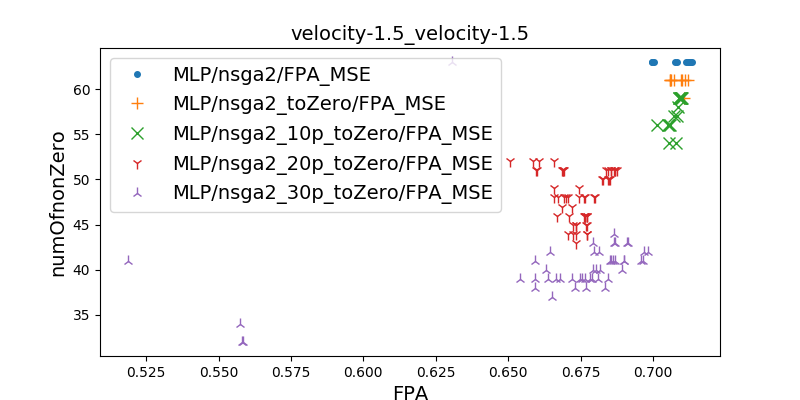 velocity-1.5_velocity-1.5
MLP/nsga2/FPA_MSE
MLP/nsga2_toZero/FPA_MSE
MLP/nsga2_10p_toZero/FPA_MSE
MLP/nsga2_20p_toZero/FPA_MSE
MLP/nsga2_30p_toZero/FPA_MSE
numOfnonZero
60
55
50
45
40
35
0.525 0.550 0.575 0.600 0.625 0.650 0.675 0.700
FPA